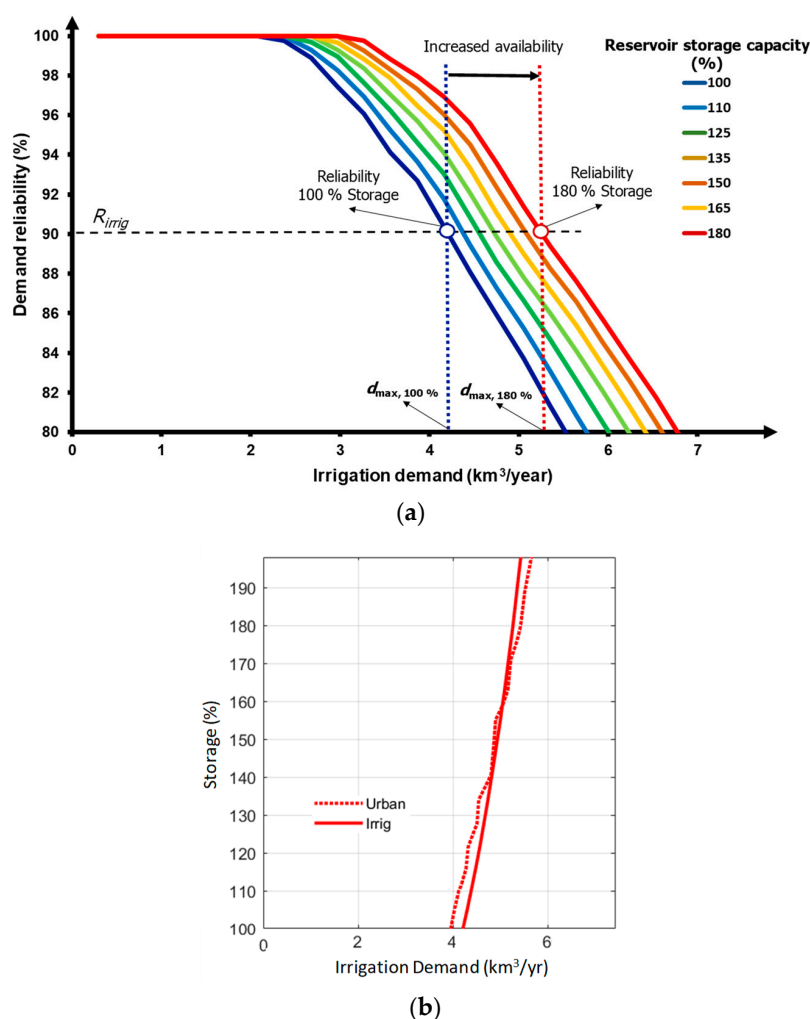 (a)
Demand and reliability (%)
100
98
96
94
92
90
88
86
84
82
80
Increased availability
Reservoir storage capacity
(%)
100
110
125
135
150
165
180
Reliability
100 % Storage
Reliability
180 % Storage
Rirrig
dmax, 100 %
dmax, 180 %
0 1 2 3 4 5 6 7
Irrigation demand (km³/year)
(a)
Storage (%)
190
180
170
160
150
140
130
120
110
100
Urban
Irrig
0 2 4 6
Irrigation Demand (km³/yr)
(b)